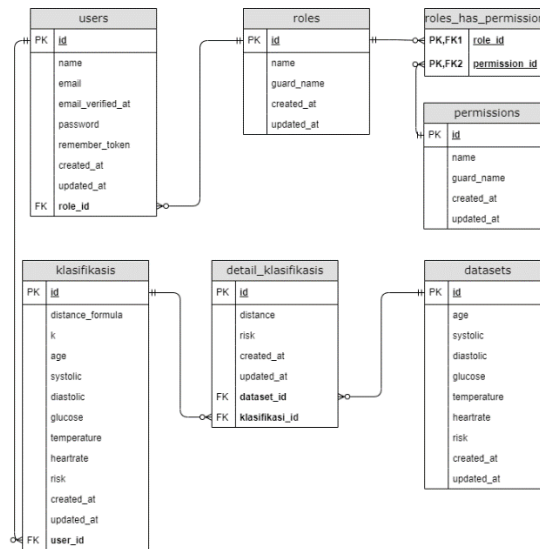 users
PK id
name
email
email_verified_at
password
remember_token
created_at
updated_at
FK role_id
roles
PK id
name
guard_name
created_at
updated_at
roles_has_permission
PK,FK1 role_id
PK,FK2 permission_id
permissions
PK id
name
guard_name
created_at
updated_at
klasifikasis
PK id
distance_formula
k
age
systolic
diastolic
glucose
temperature
heartrate
risk
created_at
updated_at
FK user_id
detail_klasifikasis
PK id
distance
risk
created_at
updated_at
FK dataset_id
FK klasifikasi_id
datasets
PK id
age
systolic
diastolic
glucose
temperature
heartrate
risk
created_at
updated_at